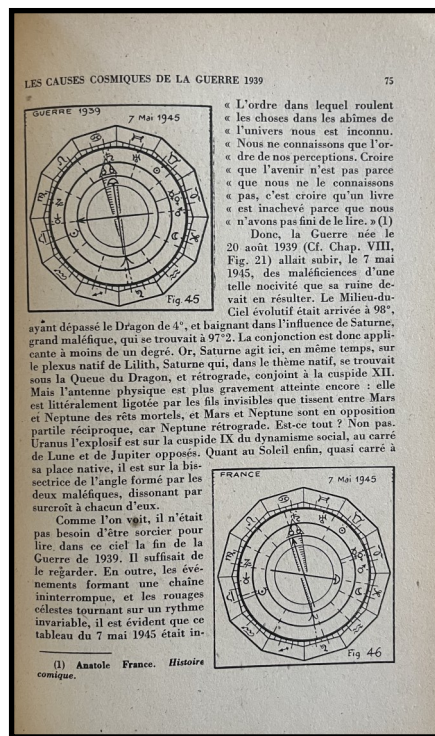 LES CAUSES COSMIQUES DE LA GUERRE 1939 75
GUERRE 1939
7 Mai 1945
Fig. 45
« L'ordre dans lequel roulent
« les choses dans les abîmes de
« l'univers nous est inconnu.
« Nous ne connaissons que l'or-
« dre de nos perceptions. Croire
« que l'avenir n'est pas parce
« que nous ne le connaissons
« pas, c'est croire qu'un livre
« est inachevé parce que nous
« n'avons pas fini de le lire. » (1)
Donc, la Guerre née le
20 août 1939 (Cf. Chap. VIII,
Fig. 21) allait subir, le 7 mai
1945, des maléficiences d'une
telle nocivité que sa ruine de-
vait en résulter. Le Milieu-du-
Ciel évolutif était arrivée à 98°,
ayant dépassé le Dragon de 4°, et baignant dans l'influence de Saturne,
grand maléfique, qui se trouvait à 97°2. La conjonction est donc appli-
cante à moins de un degré. Or, Saturne agit ici, en même temps, sur
le plexus natif de Lilith, Saturne qui, dans le thème natif, se trouvait
sous la Queue du Dragon, et rétrograde, conjoint à la cuspide XII.
Mais l'antenne physique est plus gravement atteinte encore : elle
est littéralement ligotée par les fils invisibles que tissent entre Mars
et Neptune des rêts mortels, et Mars et Neptune sont en opposition
partile réciproque, car Neptune rétrograde. Est-ce tout ? Non pas.
Uranus l'explosif est sur la cuspide IX du dynamisme social, au carré
de Lune et de Jupiter opposés. Quant au Soleil enfin, quasi carré à
sa place native, il est sur la bis-
sectrice de l'angle formé par les
deux maléfiques, dissonant par
surcroît à chacun d'eux.
Comme l'on voit, il n'était
pas besoin d'être sorcier pour
lire dans ce ciel la fin de la
Guerre de 1939. Il suffisait de
le regarder. En outre, les évé-
nements formant une chaîne
ininterrompue, et les rouages
célestes tournant sur un rythme
invariable, il est évident que ce
tableau du 7 mai 1945 était in-
FRANCE
7 Mai 1945
Fig 46
(1) Anatole France. Histoire
comique.